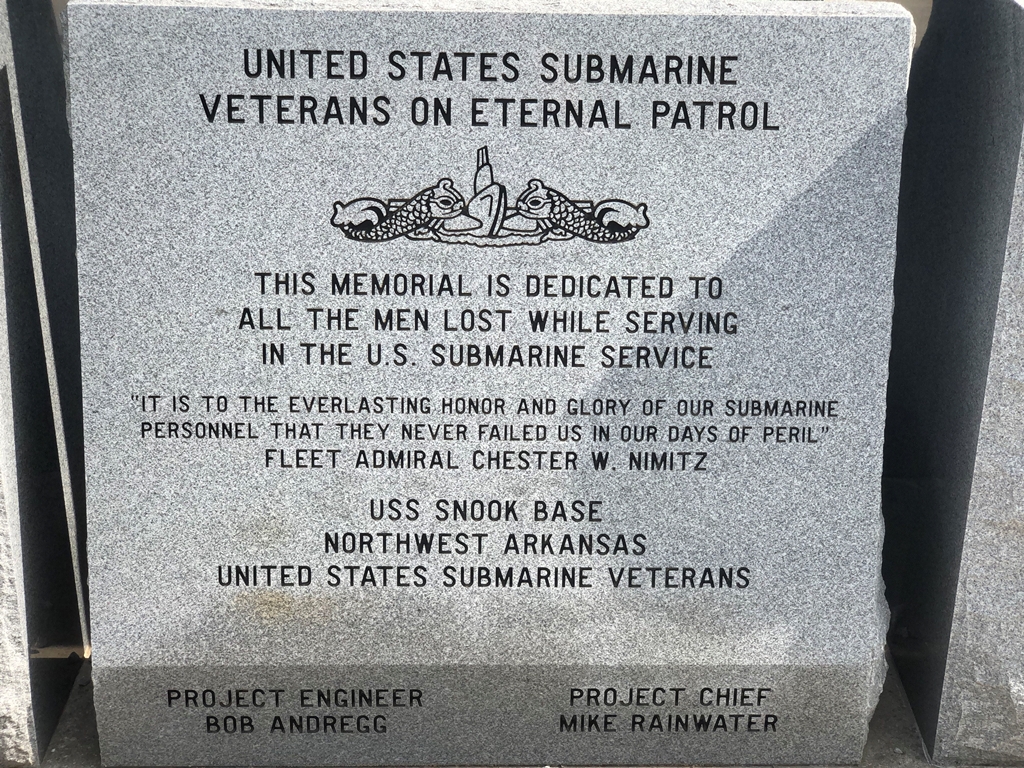 UNITED STATES SUBMARINE
VETERANS ON ETERNAL PATROL
THIS MEMORIAL IS DEDICATED TO
ALL THE MEN LOST WHILE SERVING
IN THE U.S. SUBMARINE SERVICE
"IT IS TO THE EVERLASTING HONOR AND GLORY OF OUR SUBMARINE
PERSONNEL THAT THEY NEVER FAILED US IN OUR DAYS OF PERIL"
FLEET ADMIRAL CHESTER W. NIMITZ
USS SNOOK BASE
NORTHWEST ARKANSAS
UNITED STATES SUBMARINE VETERANS
PROJECT ENGINEER
BOB ANDREGG
PROJECT CHIEF
MIKE RAINWATER